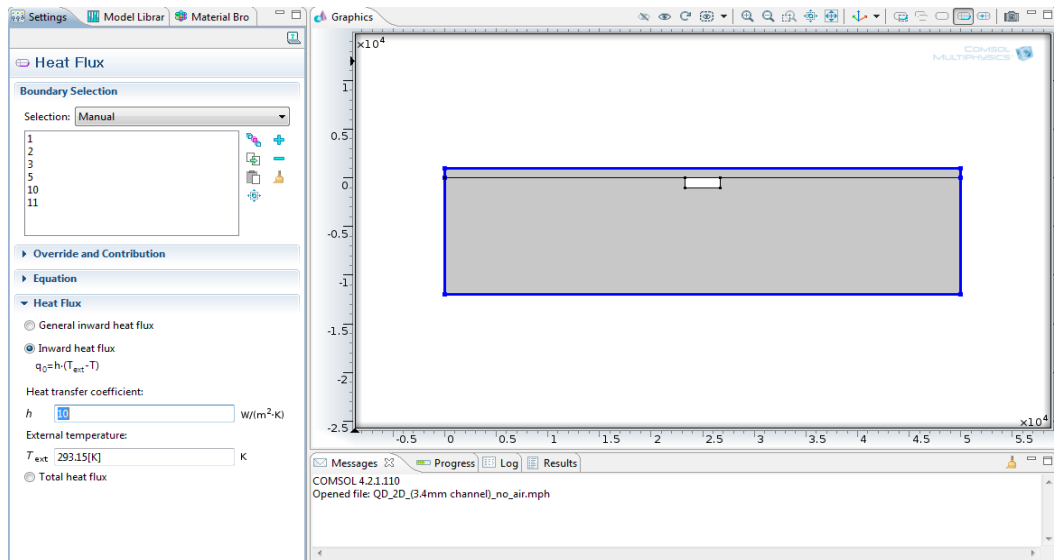 Settings Model Librar Material Bro
Heat Flux
Boundary Selection
Selection: Manual
1
2
3
5
10
11
Override and Contribution
Equation
Heat Flux
General inward heat flux
Inward heat flux
q0=h·(Text-T)
Heat transfer coefficient:
h 10 W/(m²·K)
External temperature:
Text 293.15[K] K
Total heat flux
Graphics
×10⁴
COMSOL
MULTIPHYSICS
1
0.5
0
-0.5
-1
-1.5
-2
-2.5
×10⁴
-0.5 0 0.5 1 1.5 2 2.5 3 3.5 4 4.5 5 5.5
Messages Progress Log Results
COMSOL 4.2.1.110
Opened file: QD_2D_(3.4mm channel)_no_air.mph